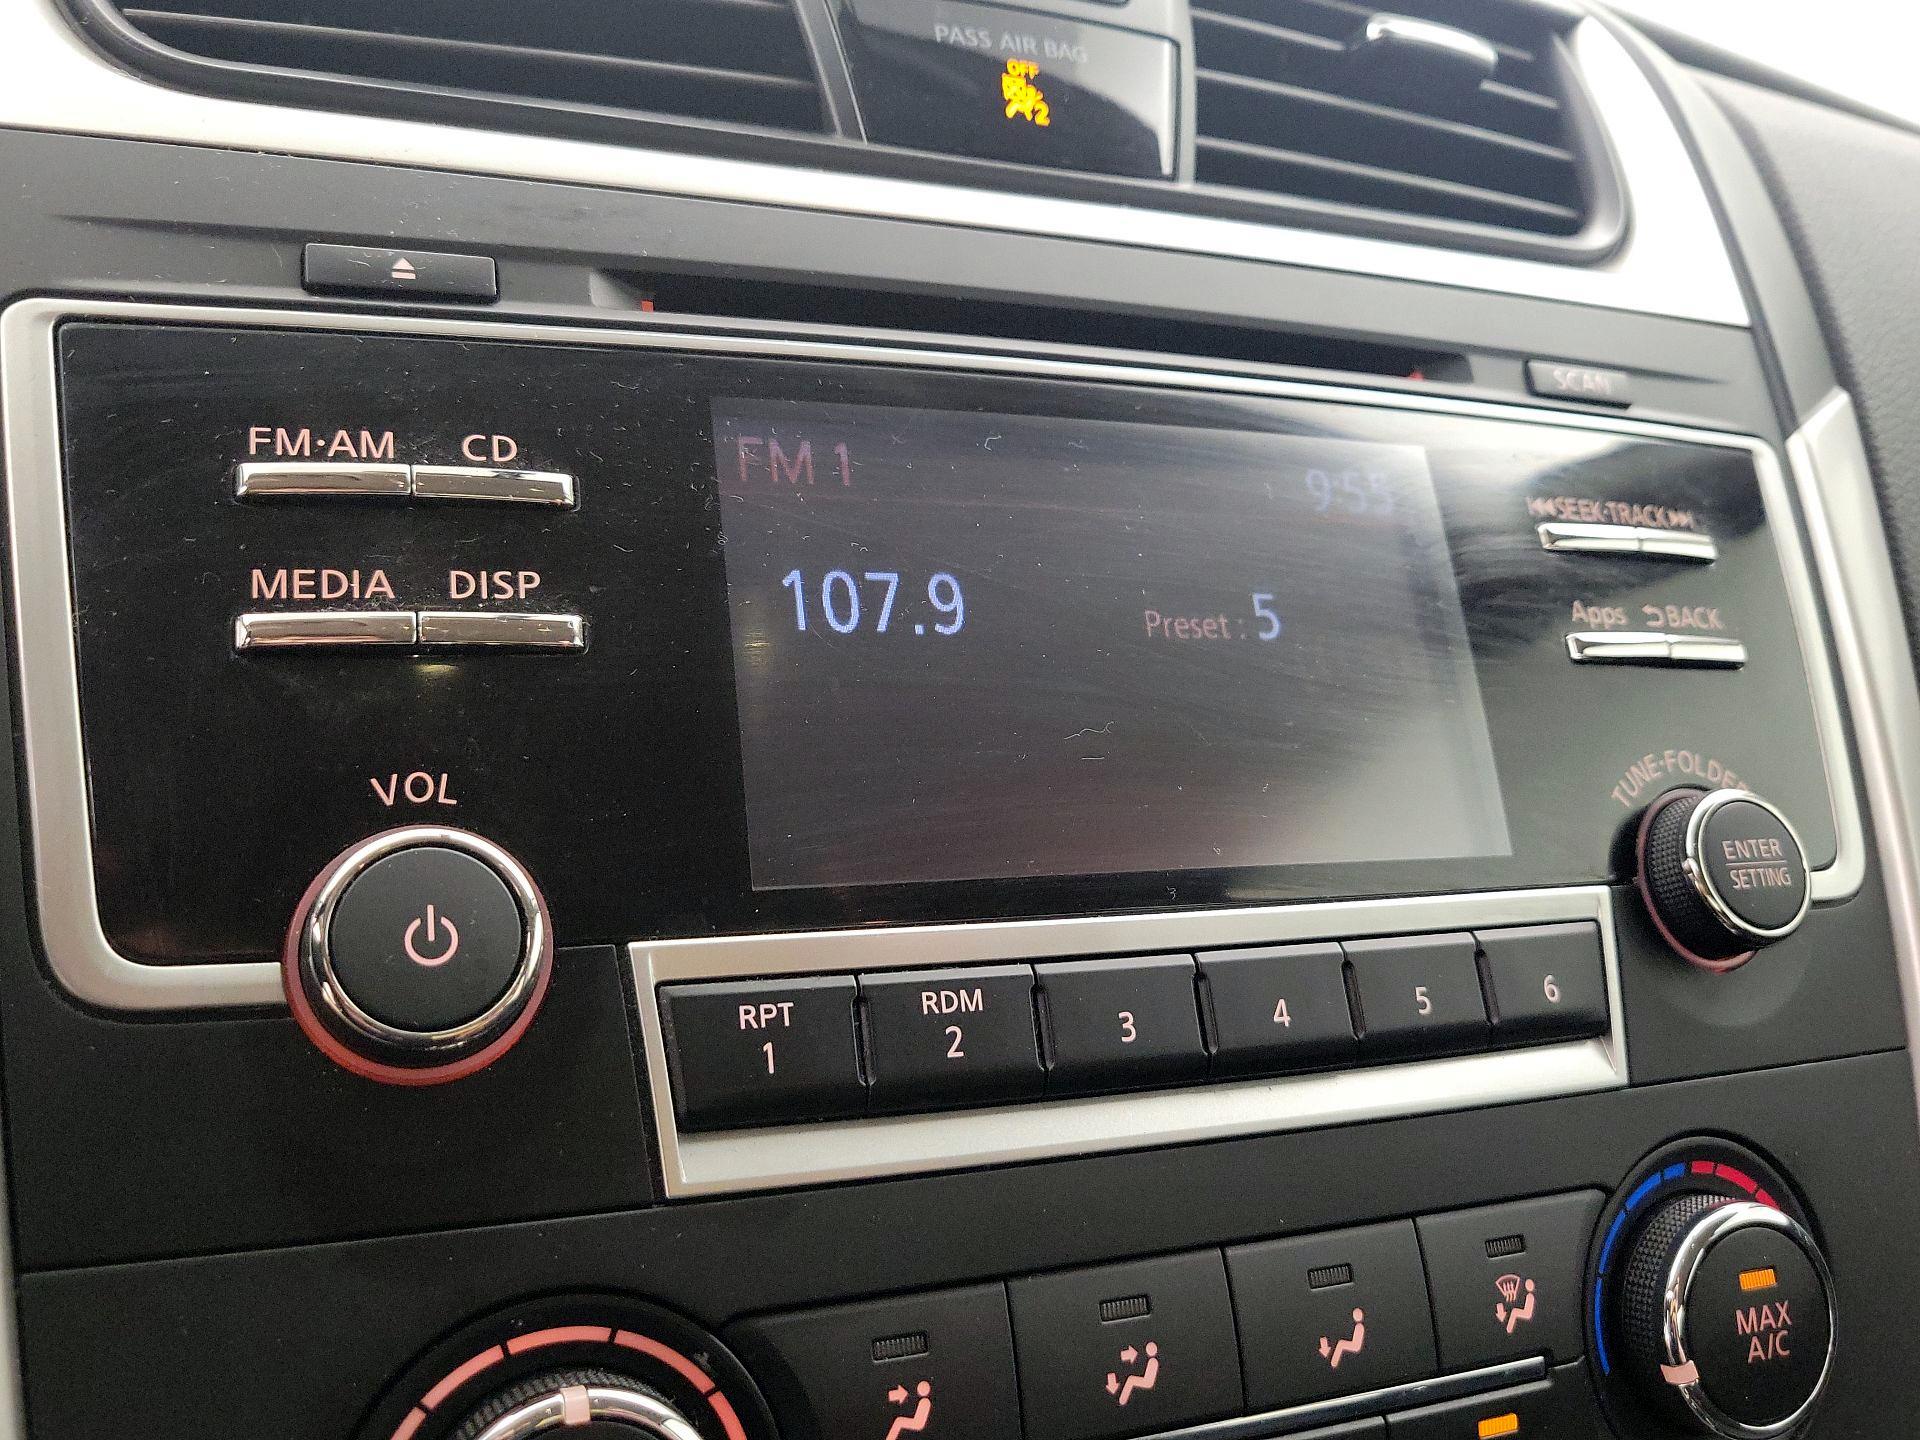 PASS AIR BAG
OFF
2
SCAN
FM·AM CD
FM 1
9:55
SEEK·TRACK
MEDIA DISP
107.9
Preset: 5
Apps BACK
VOL
TUNE·FOLDER
ENTER
SETTING
RPT
1
RDM
2
3
4
5
6
MAX
A/C